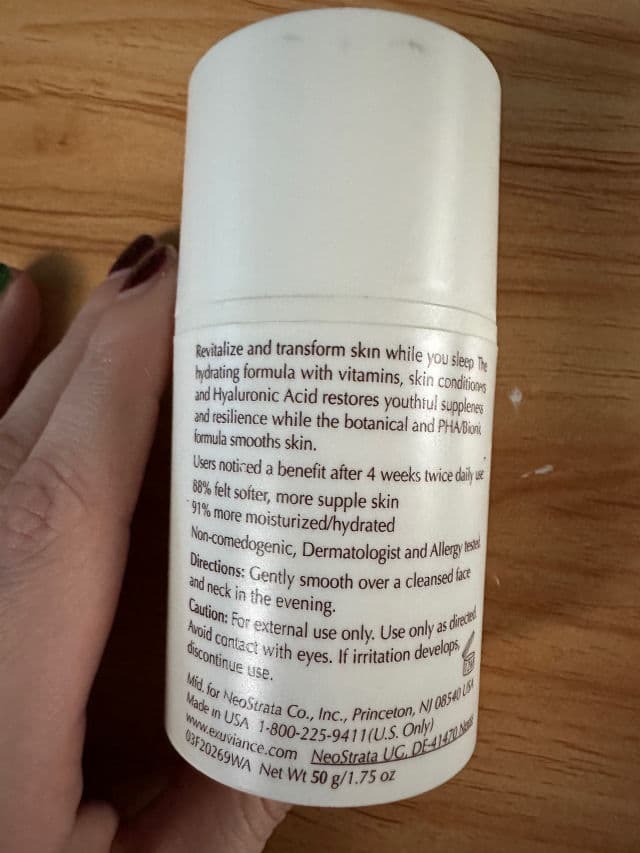 Revitalize and transform skin while you sleep The
hydrating formula with vitamins, skin conditioners
and Hyaluronic Acid restores youthful suppleness
and resilience while the botanical and PHA/Bionic
formula smooths skin.
Users noticed a benefit after 4 weeks twice daily use
88% felt softer, more supple skin
91% more moisturized/hydrated
Non-comedogenic, Dermatologist and Allergy tested
Directions: Gently smooth over a cleansed face
and neck in the evening.
Caution: For external use only. Use only as directed.
Avoid contact with eyes. If irritation develops,
discontinue use.
Mfd. for NeoStrata Co., Inc., Princeton, NJ 08540 USA
Made in USA 1-800-225-9411 (U.S. Only)
www.exuviance.com NeoStrata UG, DE-41470
03F20269WA Net Wt 50 g/1.75 oz